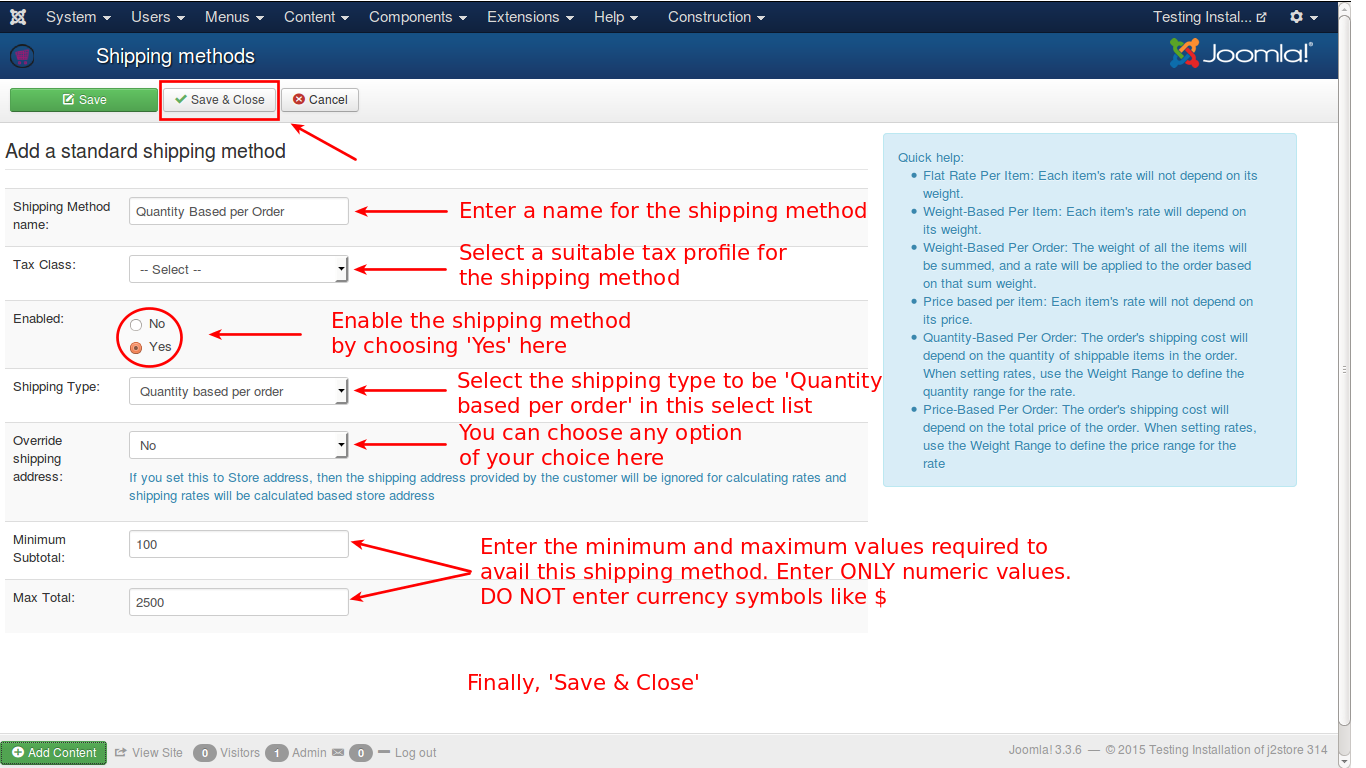 System Users Menus Content Components Extensions Help Construction Testing Instal...
Shipping methods Joomla!®
Save Save & Close Cancel
Add a standard shipping method
Shipping Method
name:
Quantity Based per Order
Enter a name for the shipping method
Tax Class:
-- Select --
Select a suitable tax profile for
the shipping method
Enabled:
No
Yes
Enable the shipping method
by choosing 'Yes' here
Shipping Type:
Quantity based per order
Select the shipping type to be 'Quantity
based per order' in this select list
Override
shipping
address:
No
You can choose any option
of your choice here
If you set this to Store address, then the shipping address provided by the customer will be ignored for calculating rates and
shipping rates will be calculated based store address
Minimum
Subtotal:
100
Enter the minimum and maximum values required to
avail this shipping method. Enter ONLY numeric values.
DO NOT enter currency symbols like $
Max Total:
2500
Finally, 'Save & Close'
Quick help:
Flat Rate Per Item: Each item's rate will not depend on its
weight.
Weight-Based Per Item: Each item's rate will depend on
its weight.
Weight-Based Per Order: The weight of all the items will
be summed, and a rate will be applied to the order based
on that sum weight.
Price based per item: Each item's rate will not depend on
its price.
Quantity-Based Per Order: The order's shipping cost will
depend on the quantity of shippable items in the order.
When setting rates, use the Weight Range to define the
quantity range for the rate.
Price-Based Per Order: The order's shipping cost will
depend on the total price of the order. When setting rates,
use the Weight Range to define the price range for the
rate
Add Content View Site 0 Visitors 1 Admin 0 Log out
Joomla! 3.3.6 — © 2015 Testing Installation of j2store 314